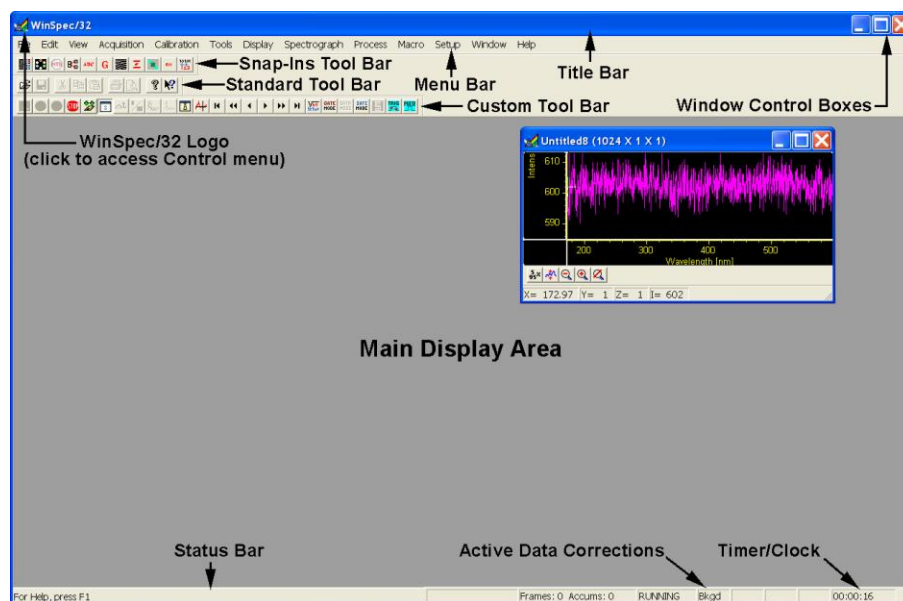 WinSpec/32
File Edit View Acquisition Calibration Tools Display Spectrograph Process Macro Setup Window Help
Snap-Ins Tool Bar
Menu Bar
Title Bar
Standard Tool Bar
Custom Tool Bar
Window Control Boxes
WinSpec/32 Logo
(click to access Control menu)
Untitled8 (1024 X 1 X 1)
Intens
610
600
590
200 300 400 500
Wavelength [nm]
X= 172.97 Y= 1 Z= 1 I= 602
Main Display Area
Status Bar
Active Data Corrections
Timer/Clock
For Help, press F1
Frames: 0 Accums: 0 RUNNING Bkgd 00:00:16